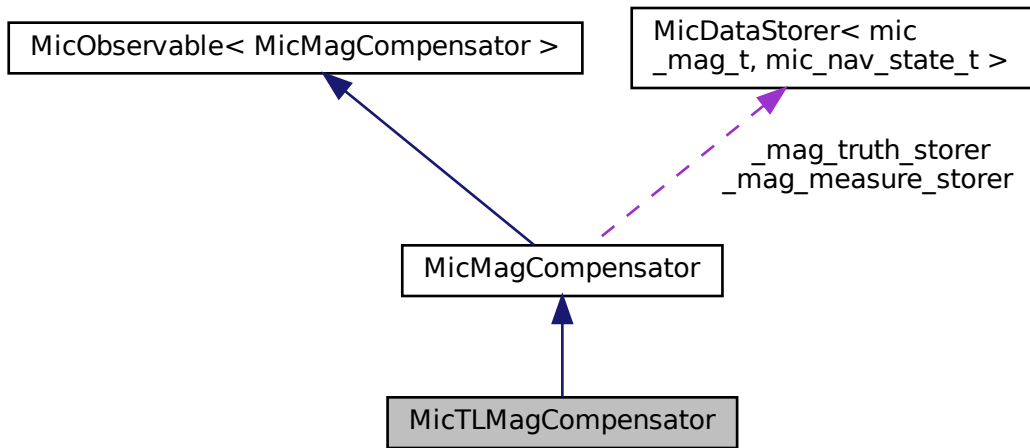 MicObservable< MicMagCompensator >
MicDataStorer< mic
_mag_t, mic_nav_state_t >
_mag_truth_storer
_mag_measure_storer
MicMagCompensator
MicTLMagCompensator